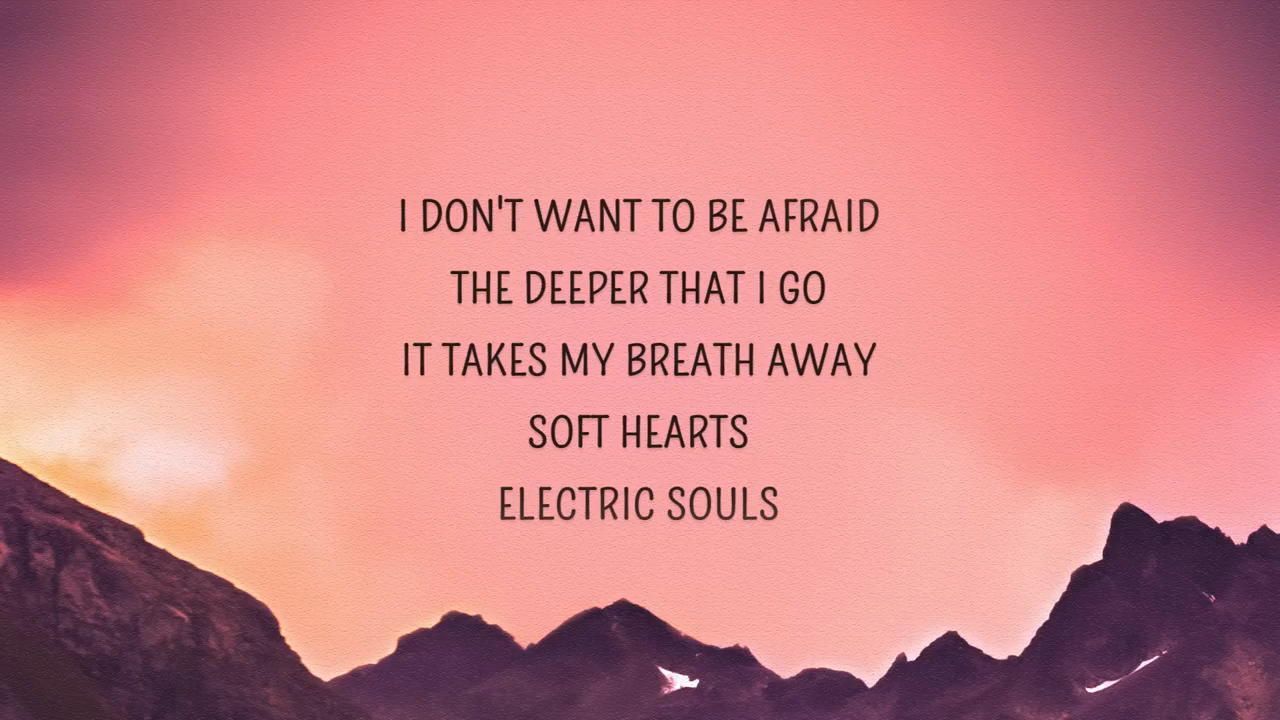 I DON'T WANT TO BE AFRAID
THE DEEPER THAT I GO
IT TAKES MY BREATH AWAY
SOFT HEARTS
ELECTRIC SOULS